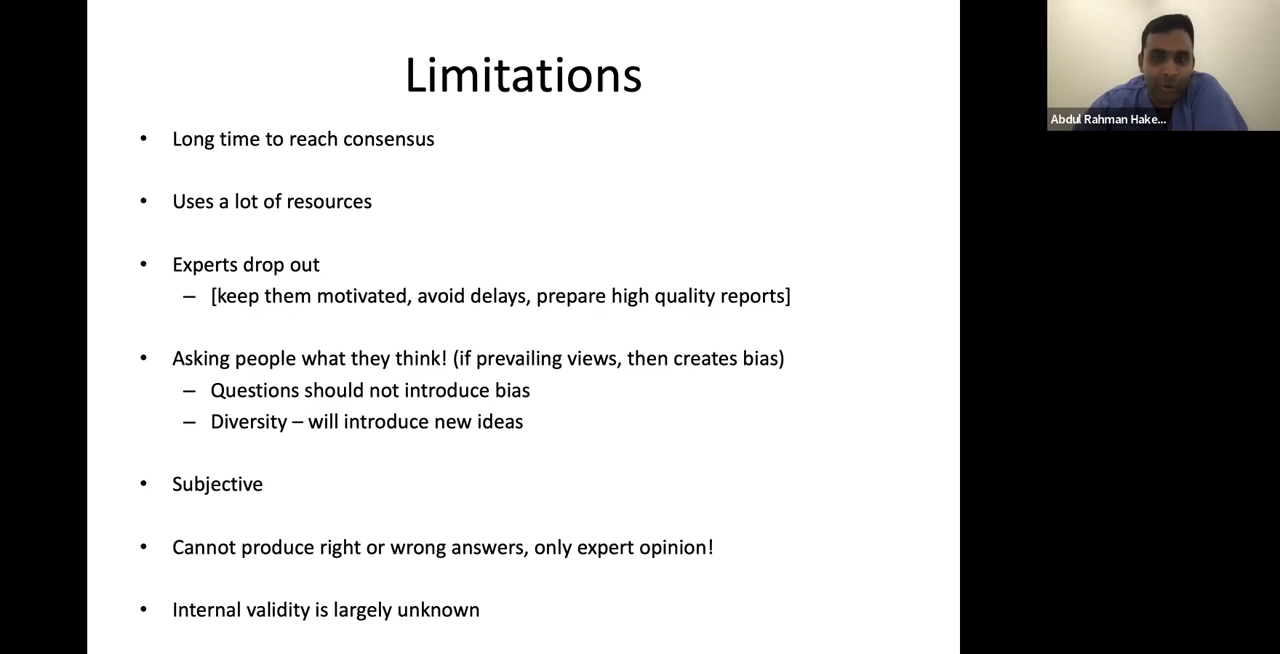 Limitations
• Long time to reach consensus
• Uses a lot of resources
• Experts drop out
– [keep them motivated, avoid delays, prepare high quality reports]
• Asking people what they think! (if prevailing views, then creates bias)
– Questions should not introduce bias
– Diversity – will introduce new ideas
• Subjective
• Cannot produce right or wrong answers, only expert opinion!
• Internal validity is largely unknown
Abdul Rahman Hake...